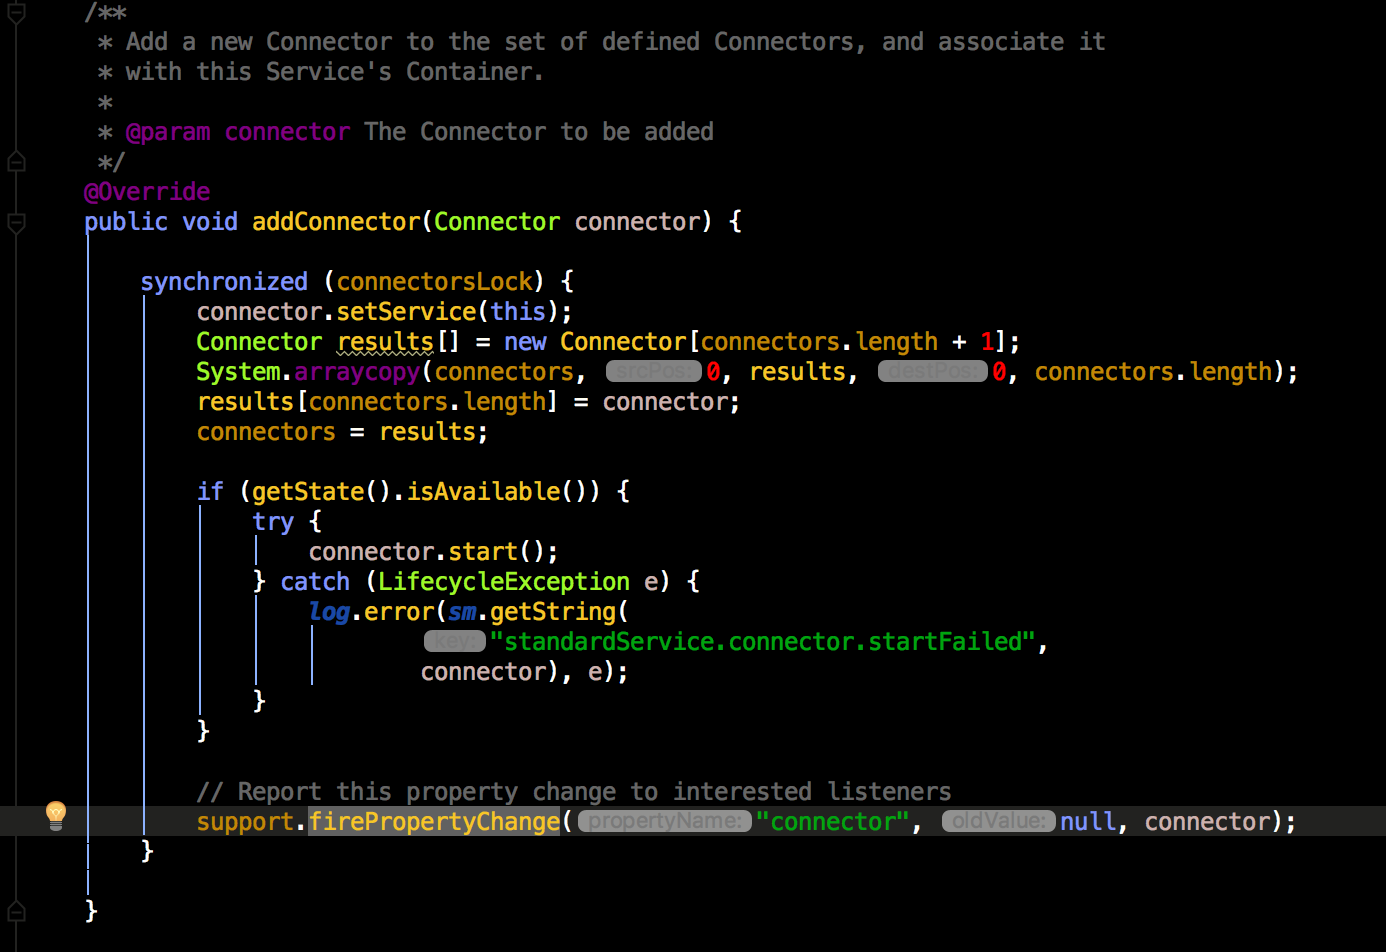 /**
* Add a new Connector to the set of defined Connectors, and associate it
* with this Service's Container.
*
* @param connector The Connector to be added
*/
@Override
public void addConnector(Connector connector) {
synchronized (connectorsLock) {
connector.setService(this);
Connector results[] = new Connector[connectors.length + 1];
System.arraycopy(connectors, srcPos: 0, results, destPos: 0, connectors.length);
results[connectors.length] = connector;
connectors = results;
if (getState().isAvailable()) {
try {
connector.start();
} catch (LifecycleException e) {
log.error(sm.getString(
key: "standardService.connector.startFailed",
connector), e);
}
}
// Report this property change to interested listeners
support.firePropertyChange( propertyName: "connector", oldValue: null, connector);
}
}